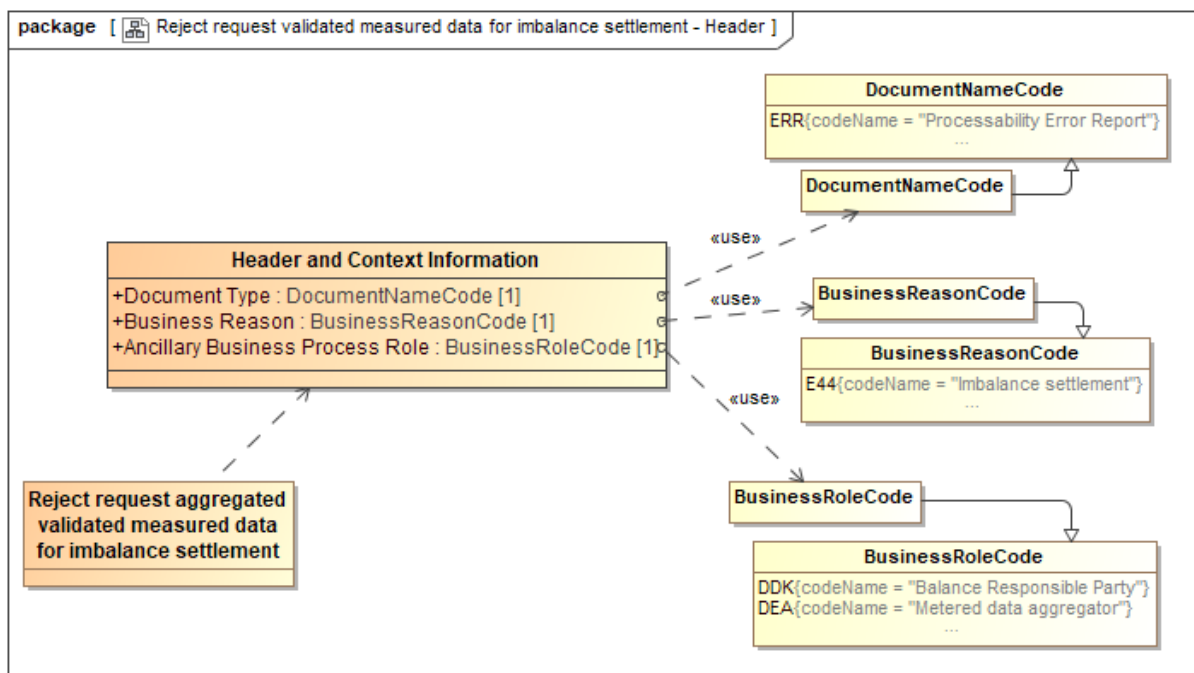 package [ Reject request validated measured data for imbalance settlement - Header ]
DocumentNameCode
ERR{codeName = "Processability Error Report"}
...
DocumentNameCode
«use»
Header and Context Information
+Document Type : DocumentNameCode [1]
+Business Reason : BusinessReasonCode [1]
+Ancillary Business Process Role : BusinessRoleCode [1]
«use»
BusinessReasonCode
BusinessReasonCode
E44{codeName = "Imbalance settlement"}
...
«use»
Reject request aggregated
validated measured data
for imbalance settlement
BusinessRoleCode
BusinessRoleCode
DDK{codeName = "Balance Responsible Party"}
DEA{codeName = "Metered data aggregator"}
...